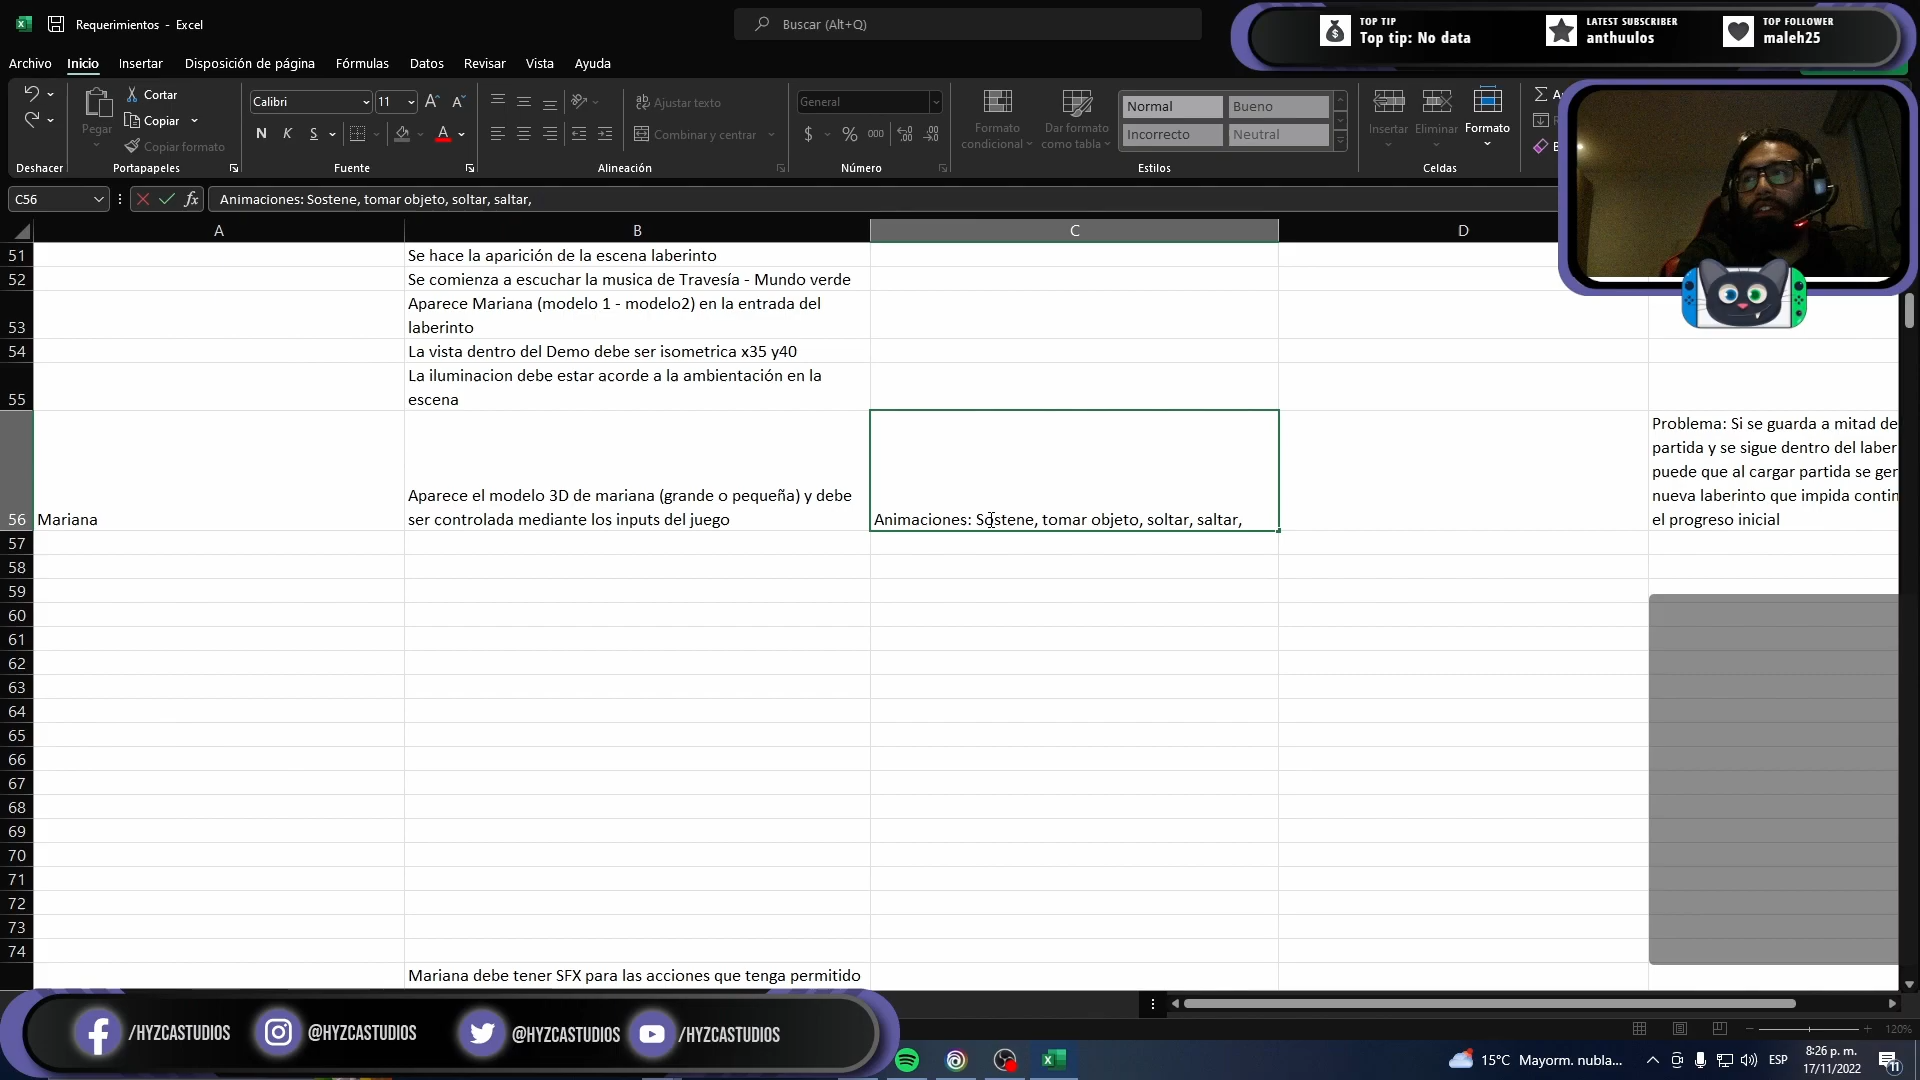 Requerimientos - Excel
Buscar (Alt+Q)
TOP TIP
Top tip: No data
LATEST SUBSCRIBER
anthuulos
TOP FOLLOWER
maleh25
Archivo Inicio Insertar Disposición de página Fórmulas Datos Revisar Vista Ayuda
Pegar
Cortar
Copiar
Copiar formato
Calibri 11
N K S
Ajustar texto
Combinar y centrar
General
$ % 000
Formato condicional
Dar formato como tabla
Normal Bueno
Incorrecto Neutral
Insertar Eliminar Formato
Deshacer Portapapeles Fuente Alineación Número Estilos Celdas
C56
fx
Animaciones: Sostene, tomar objeto, soltar, saltar,
A B C D
51 Se hace la aparición de la escena laberinto
52 Se comienza a escuchar la musica de Travesía - Mundo verde
Aparece Mariana (modelo 1 - modelo2) en la entrada del
53 laberinto
54 La vista dentro del Demo debe ser isometrica x35 y40
La iluminacion debe estar acorde a la ambientación en la
55 escena
Problema: Si se guarda a mitad de
partida y se sigue dentro del laber
puede que al cargar partida se ger
Aparece el modelo 3D de mariana (grande o pequeña) y debe
nueva laberinto que impida contin
56 Mariana ser controlada mediante los inputs del juego Animaciones: Sostene, tomar objeto, soltar, saltar, el progreso inicial
57
58
59
60
61
62
63
64
65
66
67
68
69
70
71
72
73
74
Mariana debe tener SFX para las acciones que tenga permitido
/HYZCASTUDIOS
@HYZCASTUDIOS
@HYZCASTUDIOS
/HYZCASTUDIOS
120%
15°C Mayorm. nubla...
ESP
8:26 p. m.
17/11/2022
11